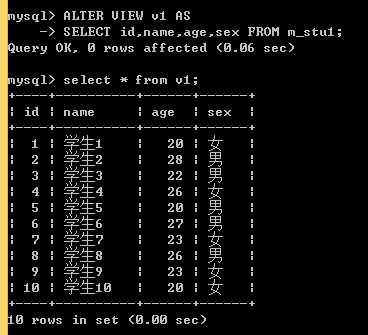 mysql> ALTER VIEW v1 AS
    -> SELECT id,name,age,sex FROM m_stu1;
Query OK, 0 rows affected (0.06 sec)
mysql> select * from v1;
+----+--------+------+------+
| id | name | age | sex |
+----+--------+------+------+
| 1 | 学生1 | 20 | 女 |
| 2 | 学生2 | 28 | 男 |
| 3 | 学生3 | 22 | 男 |
| 4 | 学生4 | 26 | 女 |
| 5 | 学生5 | 20 | 男 |
| 6 | 学生6 | 27 | 男 |
| 7 | 学生7 | 23 | 女 |
| 8 | 学生8 | 26 | 男 |
| 9 | 学生9 | 23 | 女 |
| 10 | 学生10 | 20 | 女 |
+----+--------+------+------+
10 rows in set (0.00 sec)